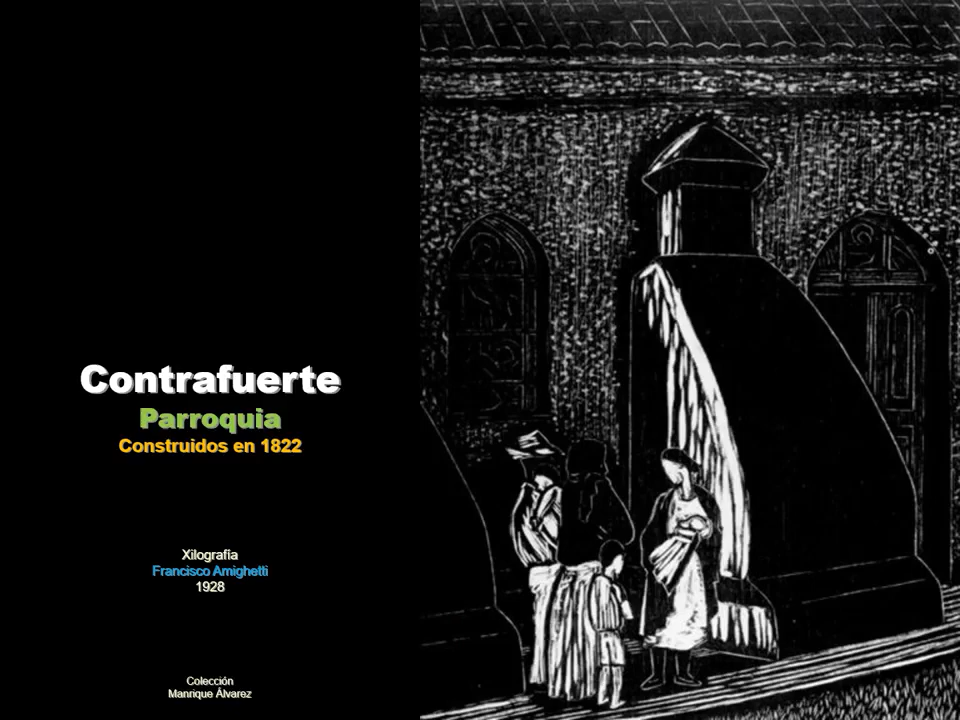 Contrafuerte
Parroquia
Construidos en 1822
Xilografía
Francisco Amighetti
1928
Colección
Manrique Álvarez